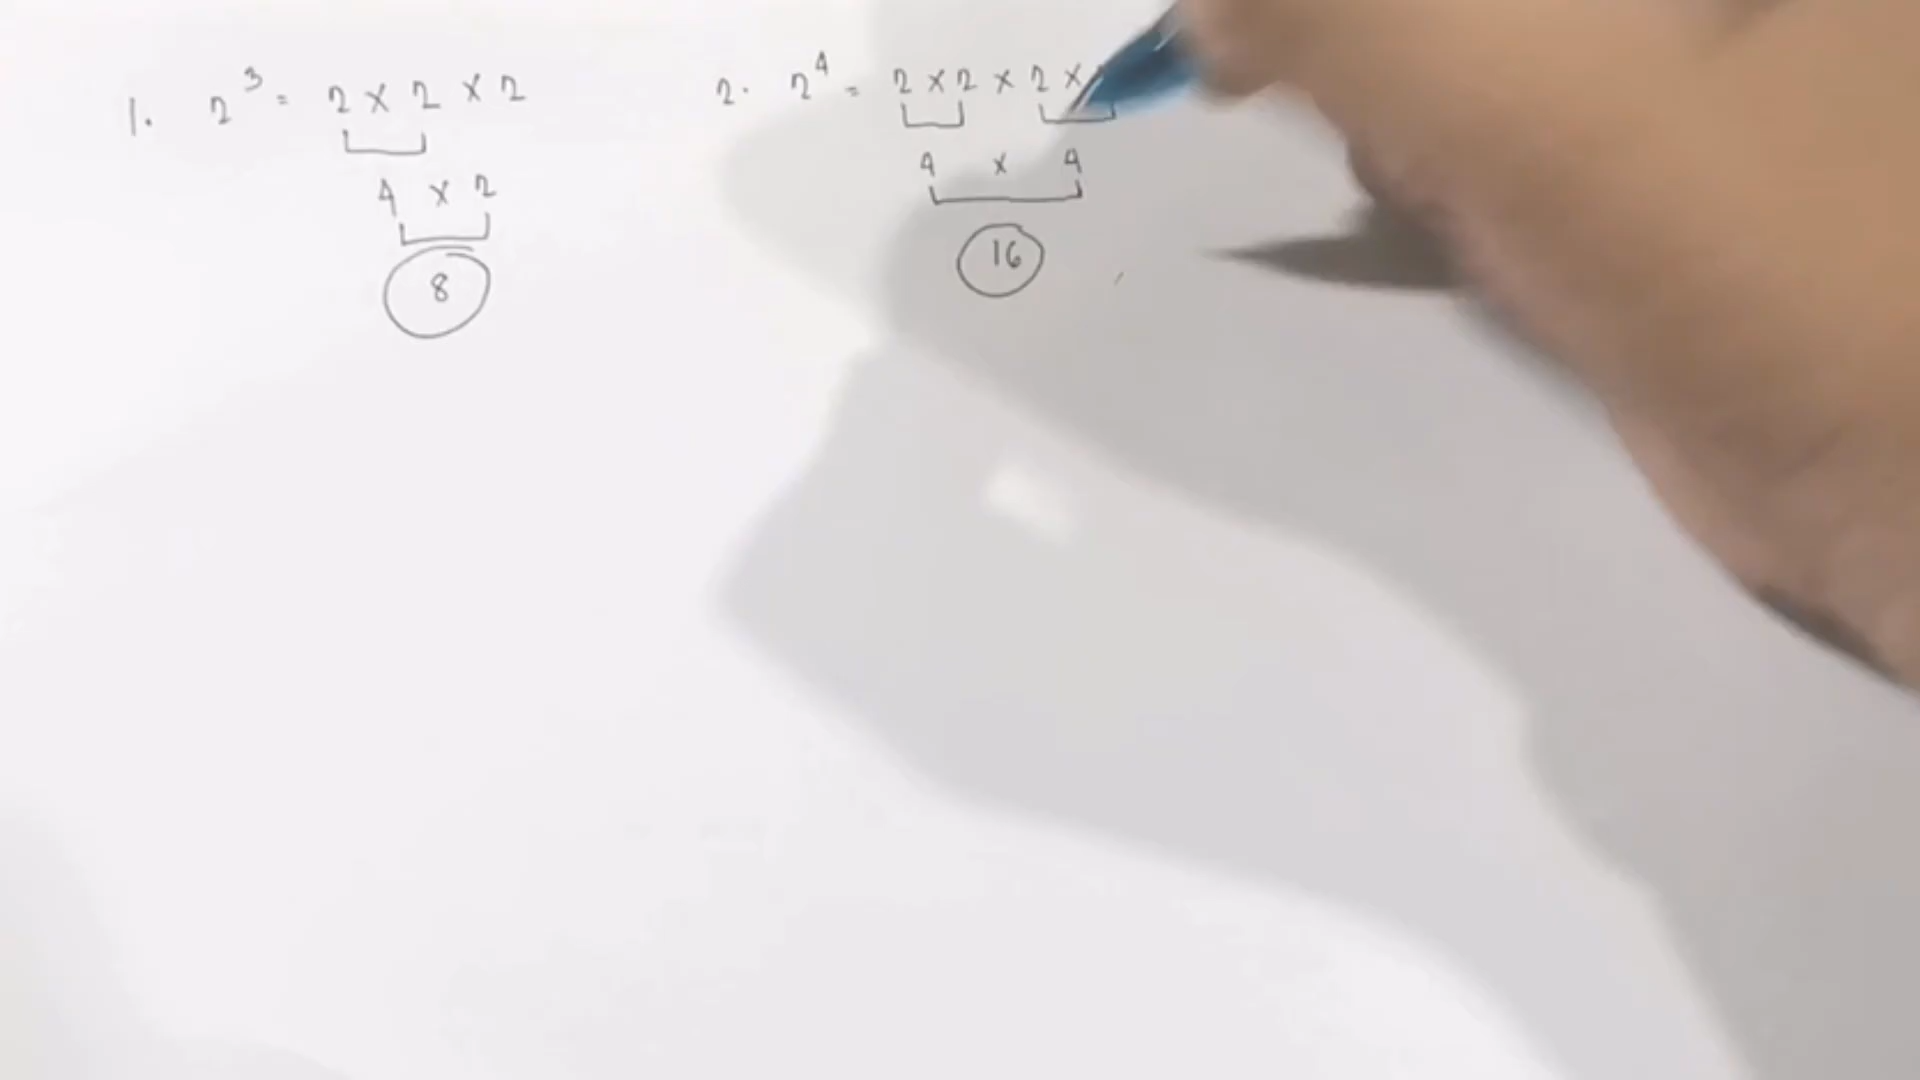 1. 2³ = 2 x 2 x 2
4 x 2
8
2. 2⁴ = 2 x 2 x 2 x
4 x 4
16